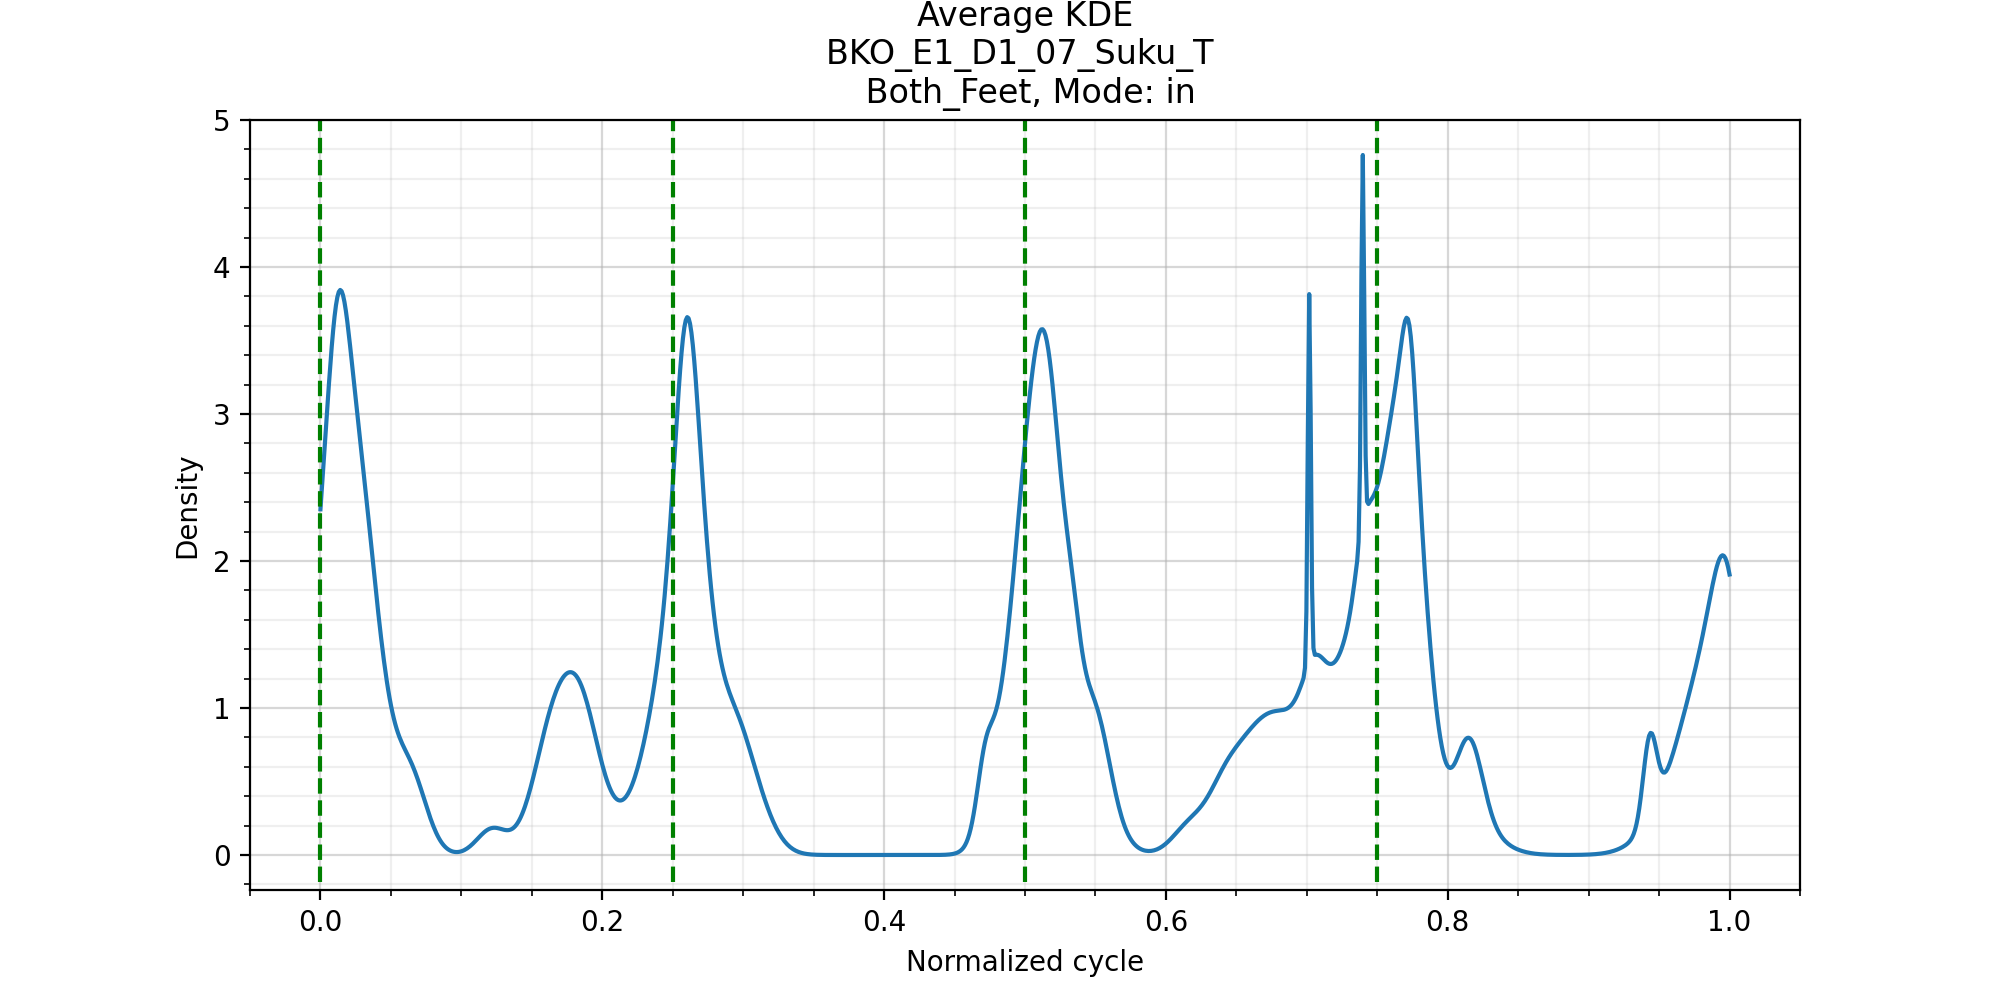 Average KDE
BKO_E1_D1_07_Suku_T
Both_Feet, Mode: in
5
4
3
2
1
0
Density
0.0 0.2 0.4 0.6 0.8 1.0
Normalized cycle